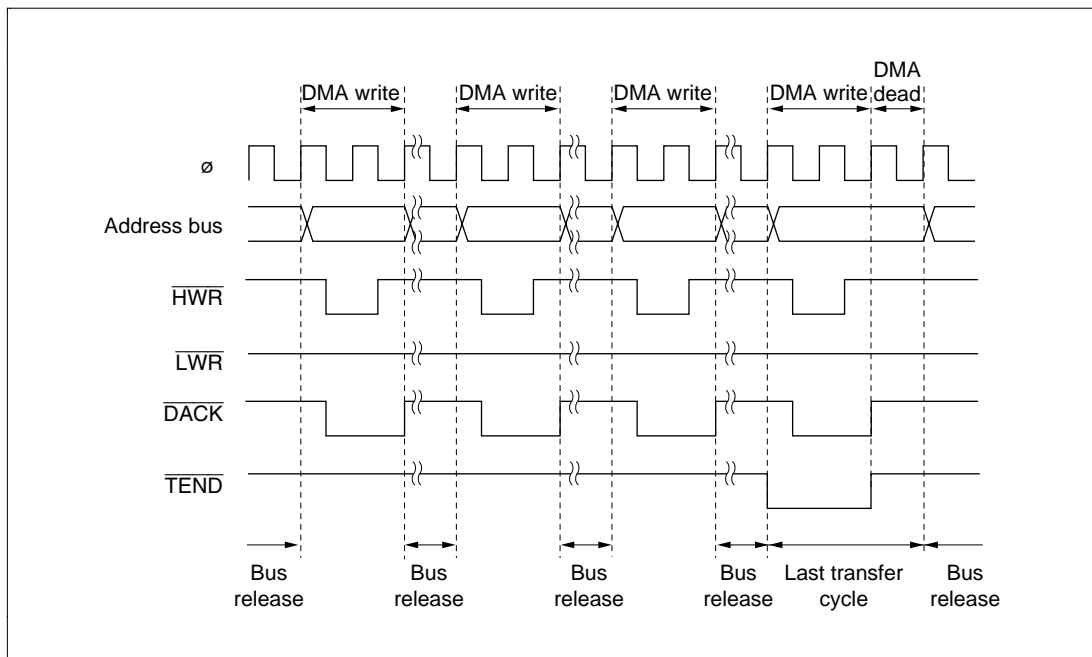 DMA
dead
DMA write DMA write DMA write DMA write
ø
Address bus
HWR
LWR
DACK
TEND
Bus release
Bus release
Bus release
Bus release
Last transfer cycle
Bus release